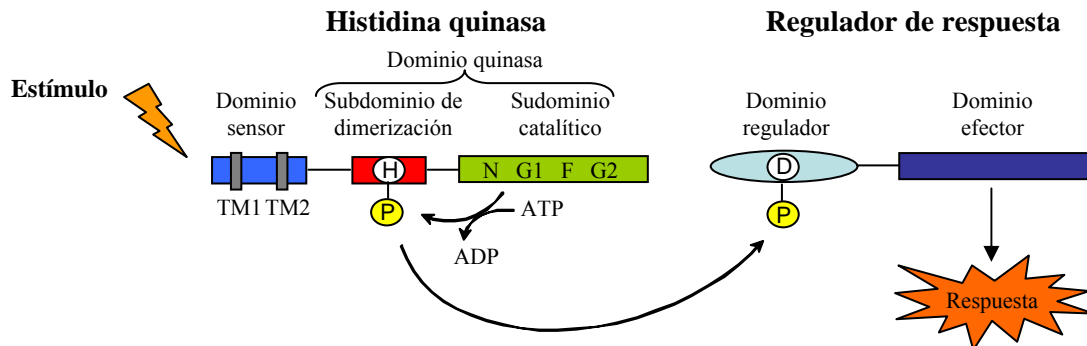 Histidina quinasa
Regulador de respuesta
Estímulo
Dominio quinasa
Dominio
sensor
Subdominio de
dimerización
Sudominio
catalítico
Dominio
regulador
Dominio
efector
TM1 TM2
H
P
N G1 F G2
ATP
ADP
D
P
Respuesta